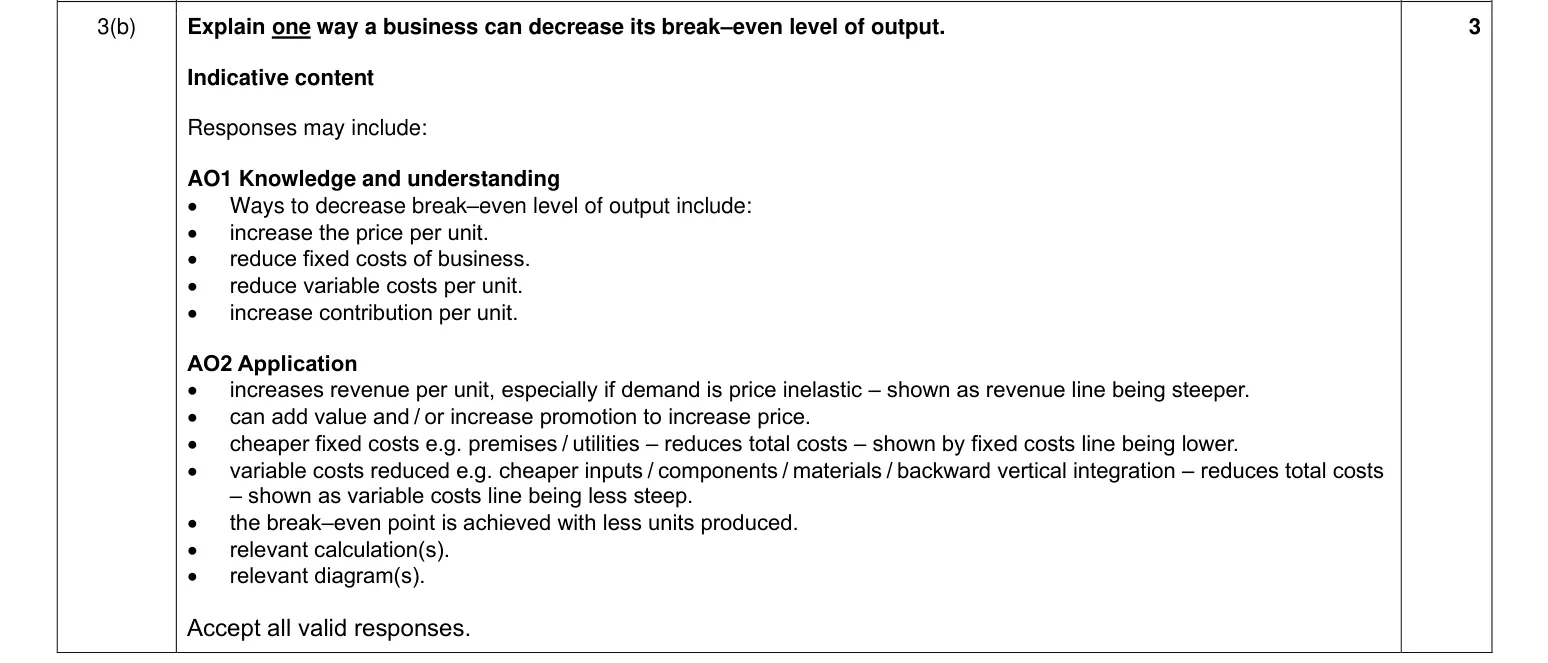 3(b) Explain one way a business can decrease its break–even level of output. 3
Indicative content
Responses may include:
AO1 Knowledge and understanding
• Ways to decrease break–even level of output include:
• increase the price per unit.
• reduce fixed costs of business.
• reduce variable costs per unit.
• increase contribution per unit.
AO2 Application
• increases revenue per unit, especially if demand is price inelastic – shown as revenue line being steeper.
• can add value and / or increase promotion to increase price.
• cheaper fixed costs e.g. premises / utilities – reduces total costs – shown by fixed costs line being lower.
• variable costs reduced e.g. cheaper inputs / components / materials / backward vertical integration – reduces total costs
– shown as variable costs line being less steep.
• the break–even point is achieved with less units produced.
• relevant calculation(s).
• relevant diagram(s).
Accept all valid responses.